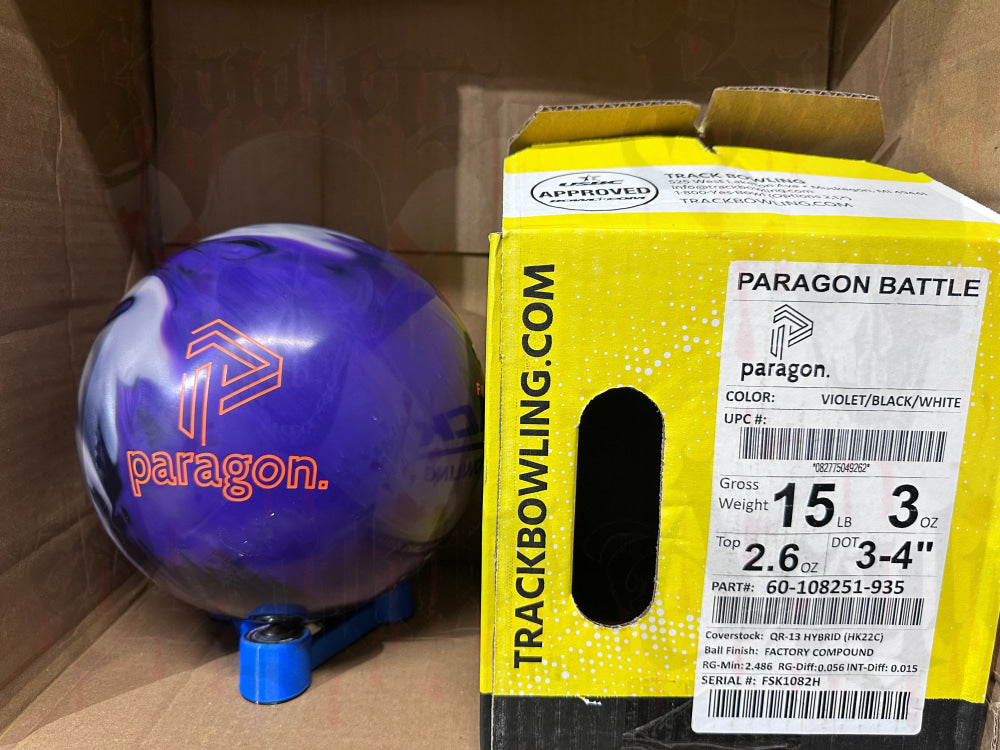 paragon.
USBC
APPROVED
BOWL.COM
TRACK BOWLING
TRACKBOWLING.COM
TRACKBOWLING.COM
PARAGON BATTLE
paragon.
COLOR: VIOLET/BLACK/WHITE
UPC #:
*082775049262*
Gross
Weight 15 LB 3 OZ
Top 2.6 OZ DOT 3-4"
PART#: 60-108251-935
Coverstock: QR-13 HYBRID (HK22C)
Ball Finish: FACTORY COMPOUND
RG-Min:2.486 RG-Diff:0.056 INT-Diff: 0.015
SERIAL #: FSK1082H